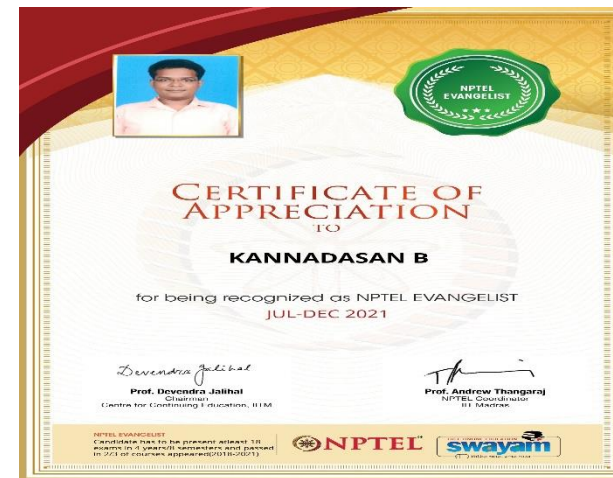 NPTEL
EVANGELIST
CERTIFICATE OF
APPRECIATION
TO
KANNADASAN B
for being recognized as NPTEL EVANGELIST
JUL-DEC 2021
Devendra Jalihal
Prof. Devendra Jalihal
Chairman
Centre for Continuing Education, IITM
Prof. Andrew Thangaraj
NPTEL Coordinator
IIT Madras
NPTEL EVANGELIST
Candidate has to be present atleast 18
exams in 4 years/8 semesters and passed
in 2/3 of courses appeared(2018-2021)
NPTEL
swayam